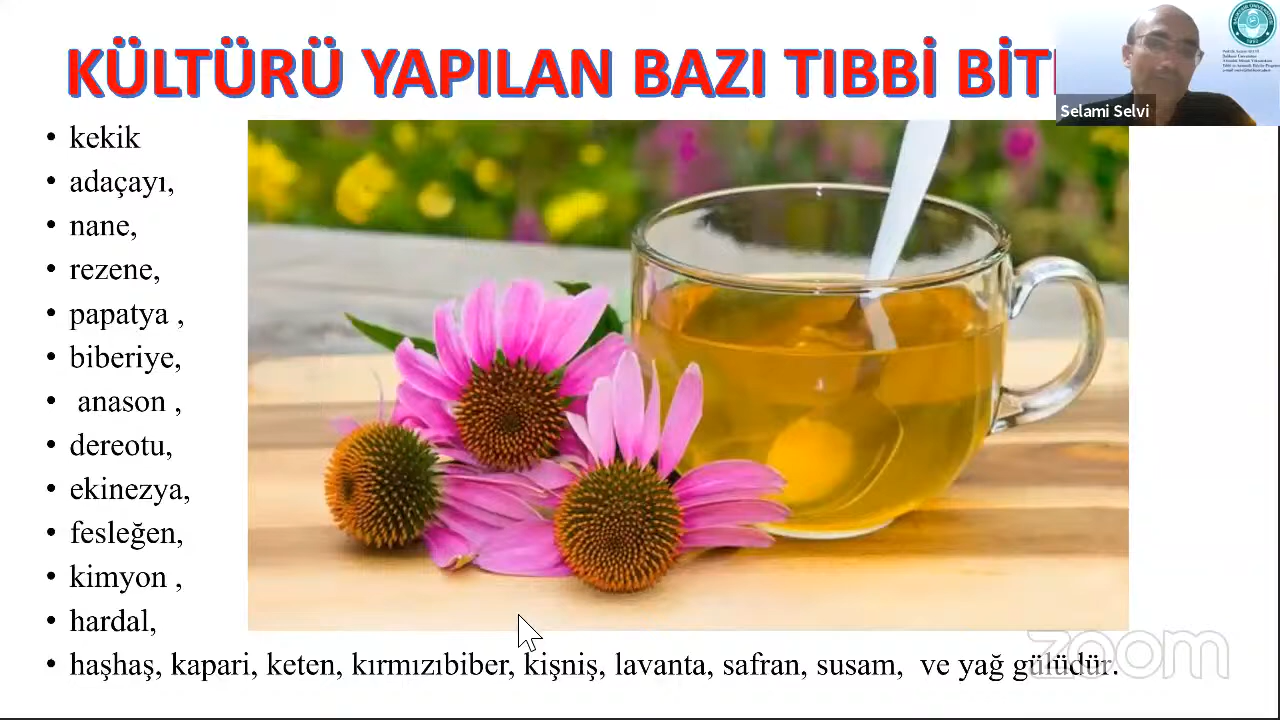 KÜLTÜRÜ YAPILAN BAZI TIBBİ BİT
Selami Selvi
• kekik
• adaçayı,
• nane,
• rezene,
• papatya ,
• biberiye,
• anason ,
• dereotu,
• ekinezya,
• fesleğen,
• kimyon ,
• hardal,
• haşhaş, kapari, keten, kırmızıbiber, kişniş, lavanta, safran, susam, ve yağ gülüdür.
zoom